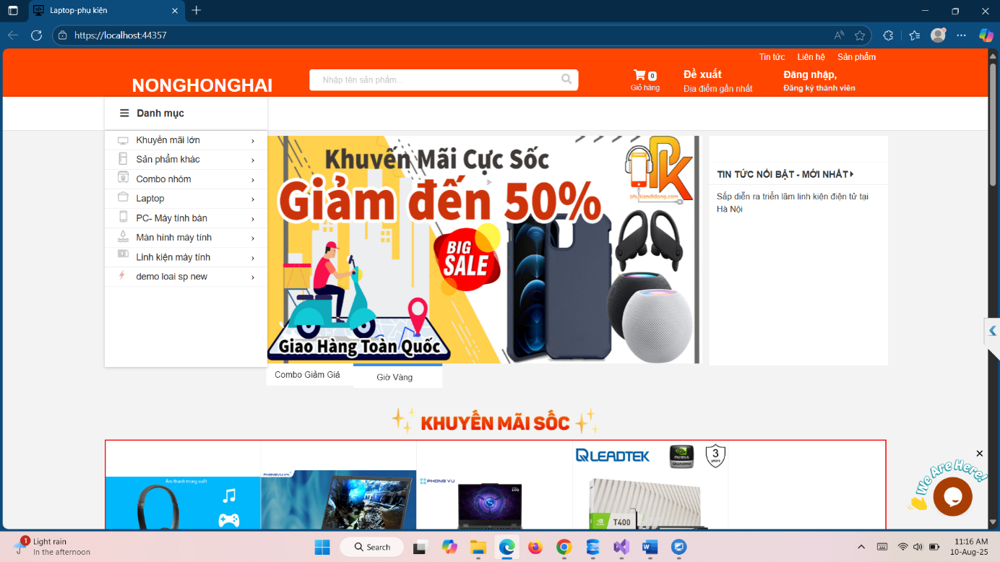 Laptop-phụ kiện
https://localhost:44357
Tin tức Liên hệ Sản phẩm
NONGHONGHAI
Nhập tên sản phẩm...
0
Giỏ hàng
Đề xuất
Địa điểm gần nhất
Đăng nhập,
Đăng ký thành viên
Danh mục
Khuyến mãi lớn
Sản phẩm khác
Combo nhóm
Laptop
PC- Máy tính bàn
Màn hình máy tính
Linh kiện máy tính
demo loai sp new
Khuyến Mãi Cực Sốc
Giảm đến 50%
BIG
SALE
Giao Hàng Toàn Quốc
PK
phukiendidong.com
TIN TỨC NỔI BẬT - MỚI NHẤT
Sắp diễn ra triển lãm linh kiện điện tử tại
Hà Nội
Combo Giảm Giá
Giờ Vàng
KHUYẾN MÃI SỐC
Âm thanh trong suốt
PHONGVU.VN
PHONG VU
LOQ
LEADTEK
NVIDIA
QUADRO
3
years
T400
We Are Here!
1
Light rain
In the afternoon
Search
11:16 AM
10-Aug-25